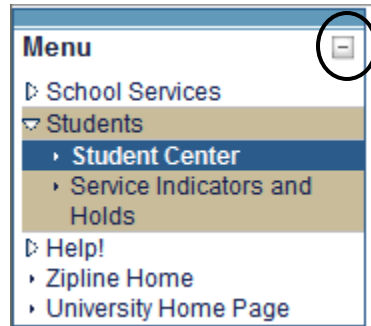 Menu
School Services
Students
Student Center
Service Indicators and
Holds
Help!
Zipline Home
University Home Page